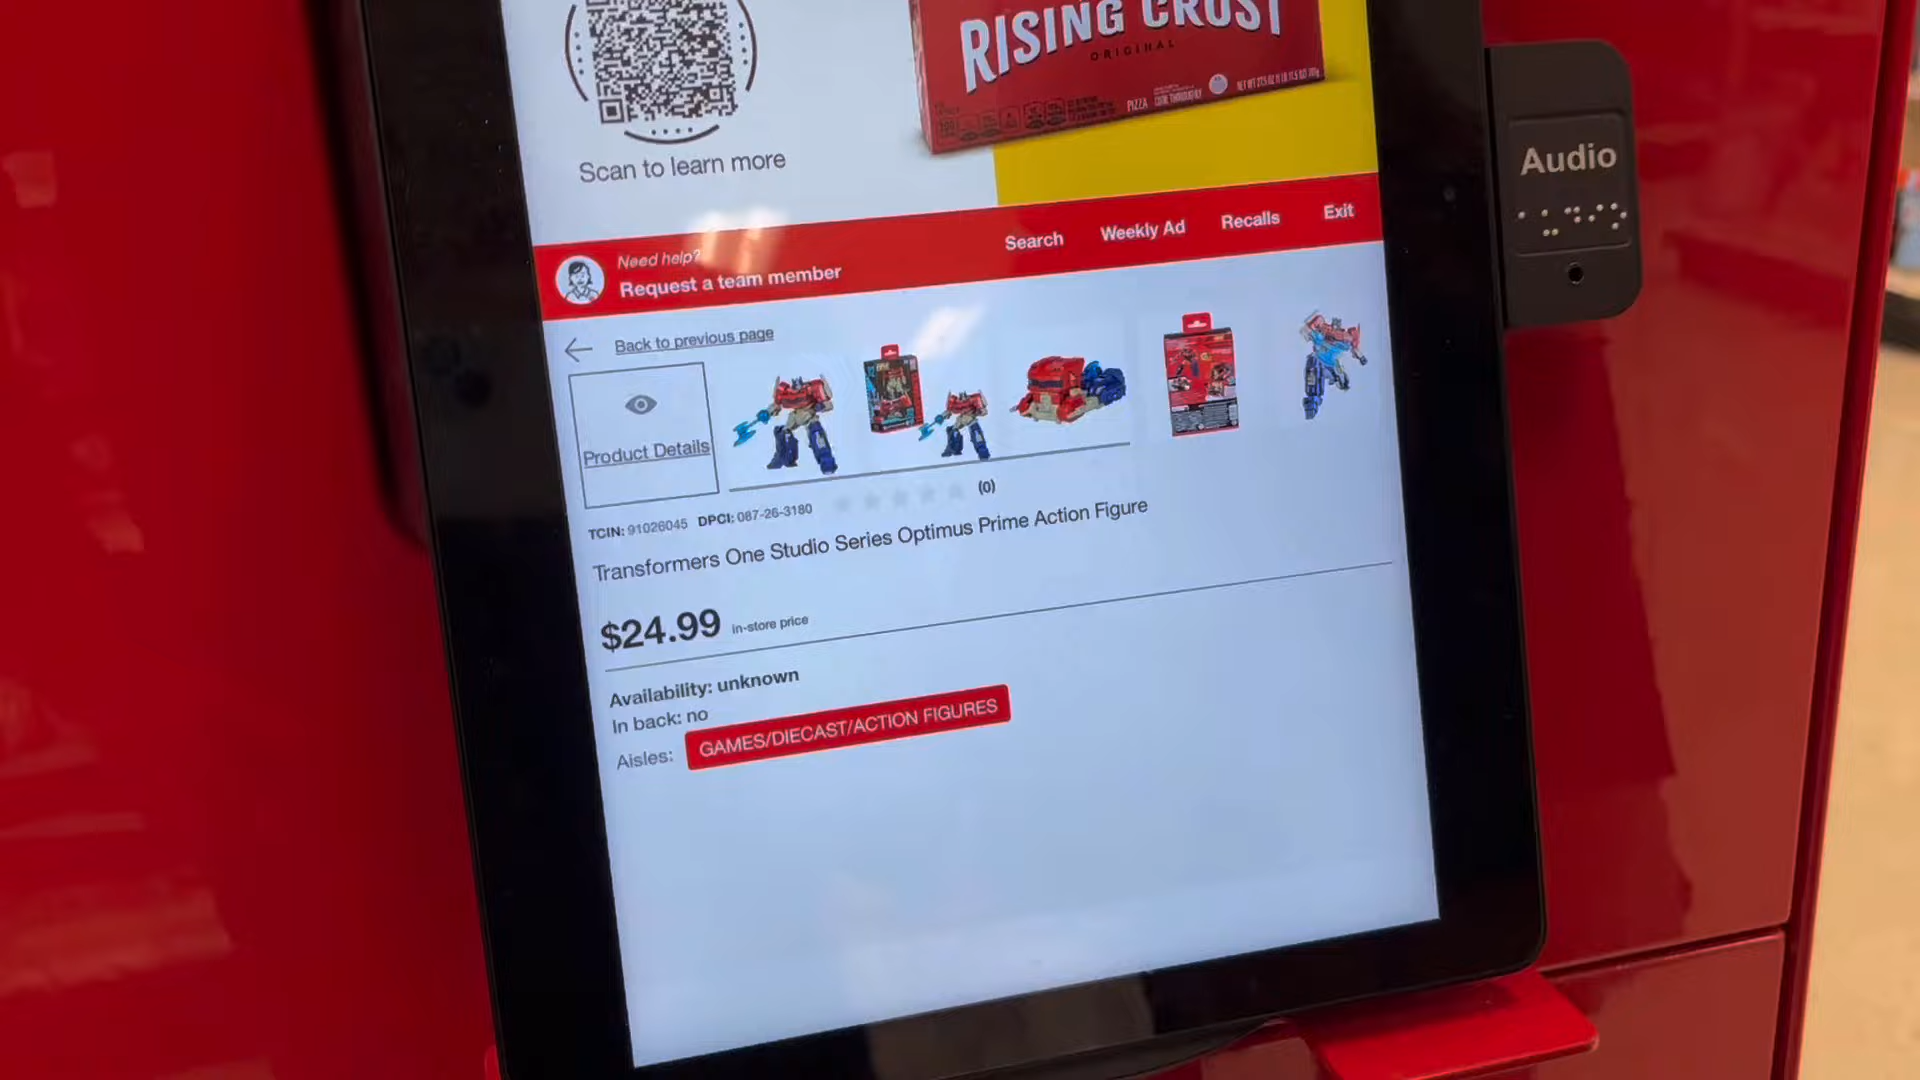 RISING CRUST
ORIGINAL
PIZZA
Scan to learn more
Audio
Need help?
Request a team member
Search
Weekly Ad
Recalls
Exit
Back to previous page
Product Details
(0)
TCIN: 91026045 DPCI: 087-26-3180
Transformers One Studio Series Optimus Prime Action Figure
$24.99 in-store price
Availability: unknown
In back: no
Aisles: GAMES/DIECAST/ACTION FIGURES